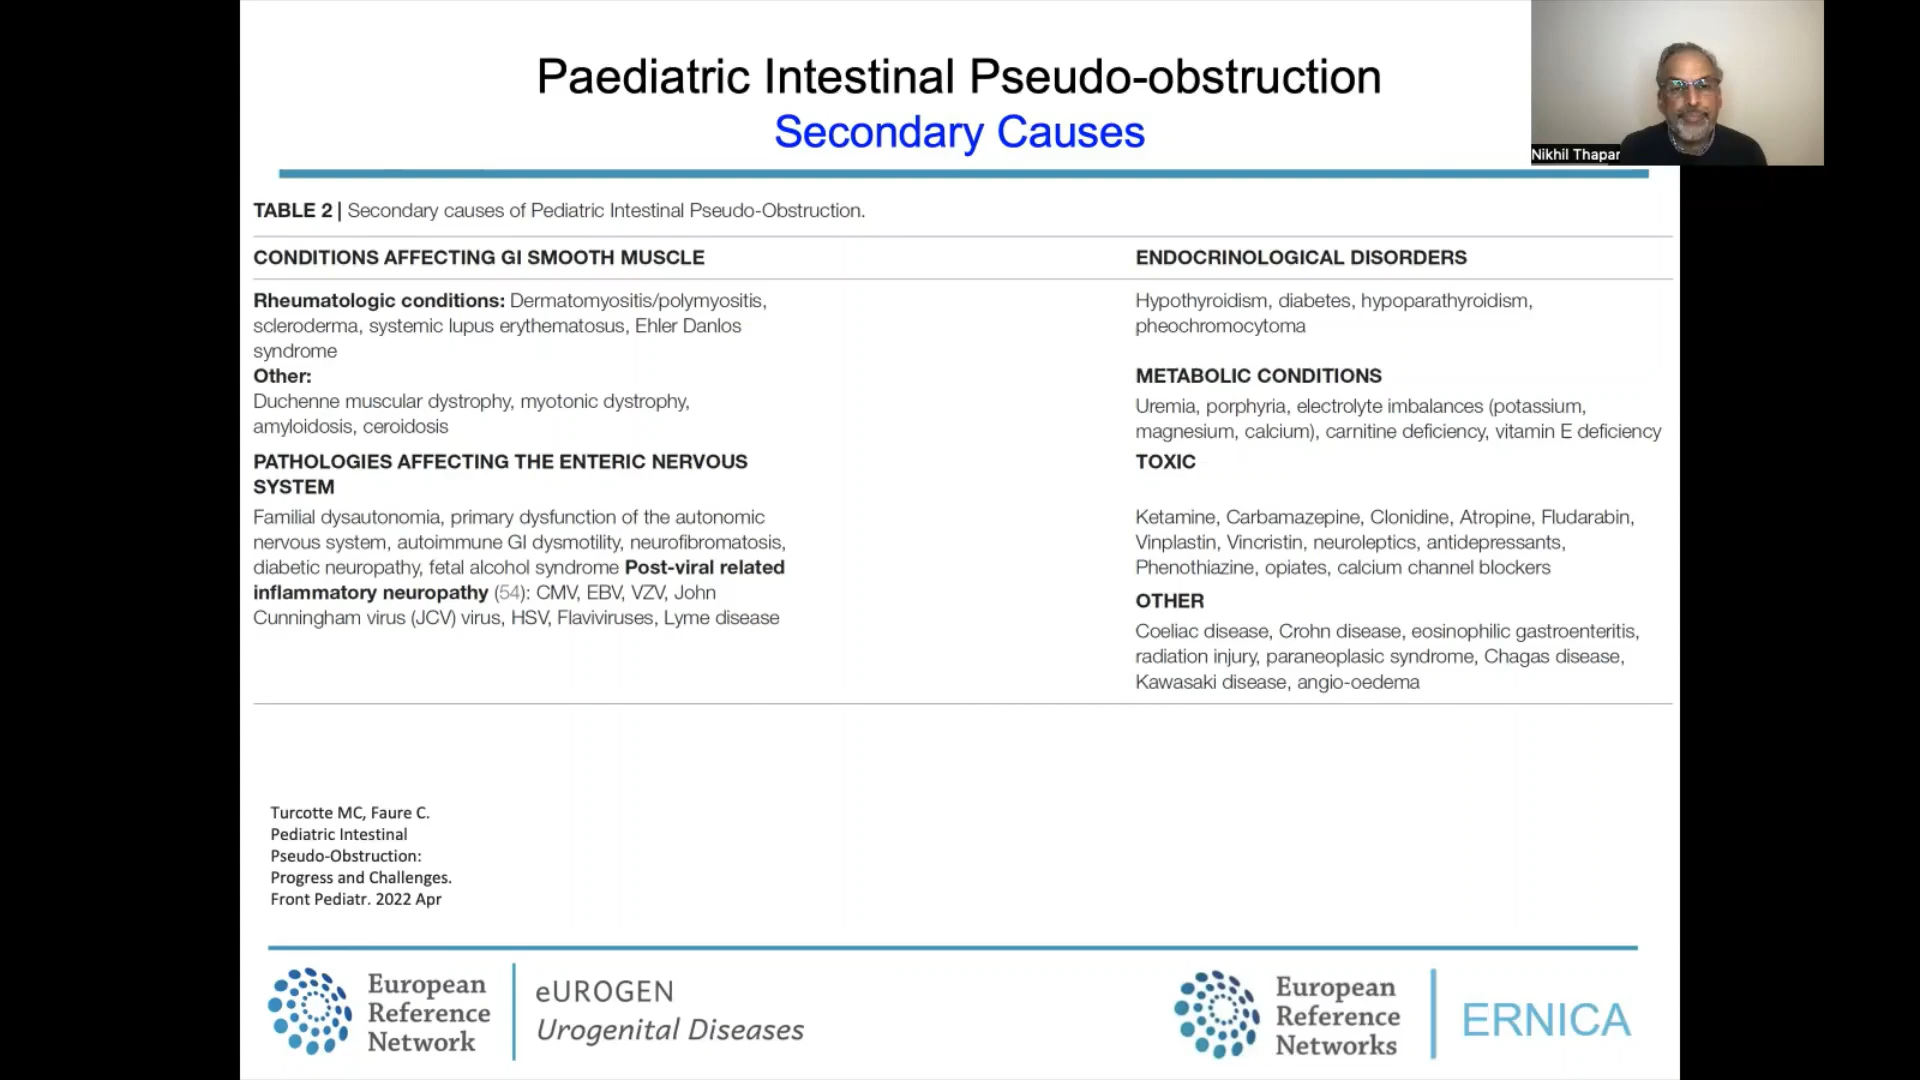 Paediatric Intestinal Pseudo-obstruction
Secondary Causes
Nikhil Thapar
TABLE 2 | Secondary causes of Pediatric Intestinal Pseudo-Obstruction.
CONDITIONS AFFECTING GI SMOOTH MUSCLE
Rheumatologic conditions: Dermatomyositis/polymyositis,
scleroderma, systemic lupus erythematosus, Ehler Danlos
syndrome
Other:
Duchenne muscular dystrophy, myotonic dystrophy,
amyloidosis, ceroidosis
PATHOLOGIES AFFECTING THE ENTERIC NERVOUS
SYSTEM
Familial dysautonomia, primary dysfunction of the autonomic
nervous system, autoimmune GI dysmotility, neurofibromatosis,
diabetic neuropathy, fetal alcohol syndrome Post-viral related
inflammatory neuropathy (54): CMV, EBV, VZV, John
Cunningham virus (JCV) virus, HSV, Flaviviruses, Lyme disease
ENDOCRINOLOGICAL DISORDERS
Hypothyroidism, diabetes, hypoparathyroidism,
pheochromocytoma
METABOLIC CONDITIONS
Uremia, porphyria, electrolyte imbalances (potassium,
magnesium, calcium), carnitine deficiency, vitamin E deficiency
TOXIC
Ketamine, Carbamazepine, Clonidine, Atropine, Fludarabin,
Vinplastin, Vincristin, neuroleptics, antidepressants,
Phenothiazine, opiates, calcium channel blockers
OTHER
Coeliac disease, Crohn disease, eosinophilic gastroenteritis,
radiation injury, paraneoplasic syndrome, Chagas disease,
Kawasaki disease, angio-oedema
Turcotte MC, Faure C.
Pediatric Intestinal
Pseudo-Obstruction:
Progress and Challenges.
Front Pediatr. 2022 Apr
European
Reference
Network
eUROGEN
Urogenital Diseases
European
Reference
Networks
ERNICA